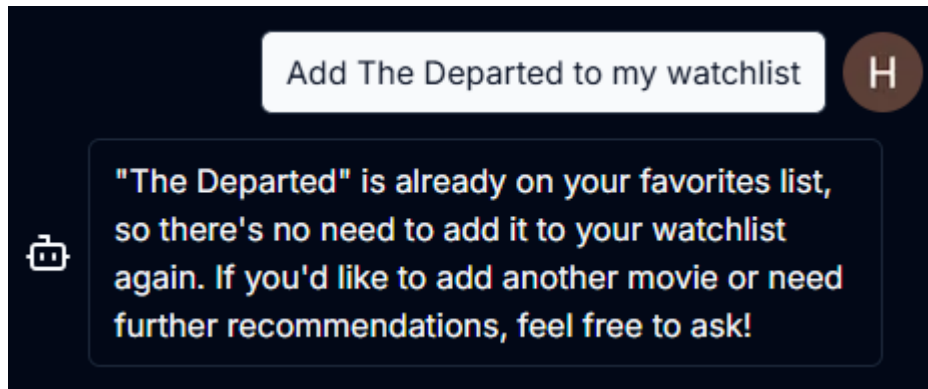 Add The Departed to my watchlist
H
"The Departed" is already on your favorites list,
so there's no need to add it to your watchlist
again. If you'd like to add another movie or need
further recommendations, feel free to ask!